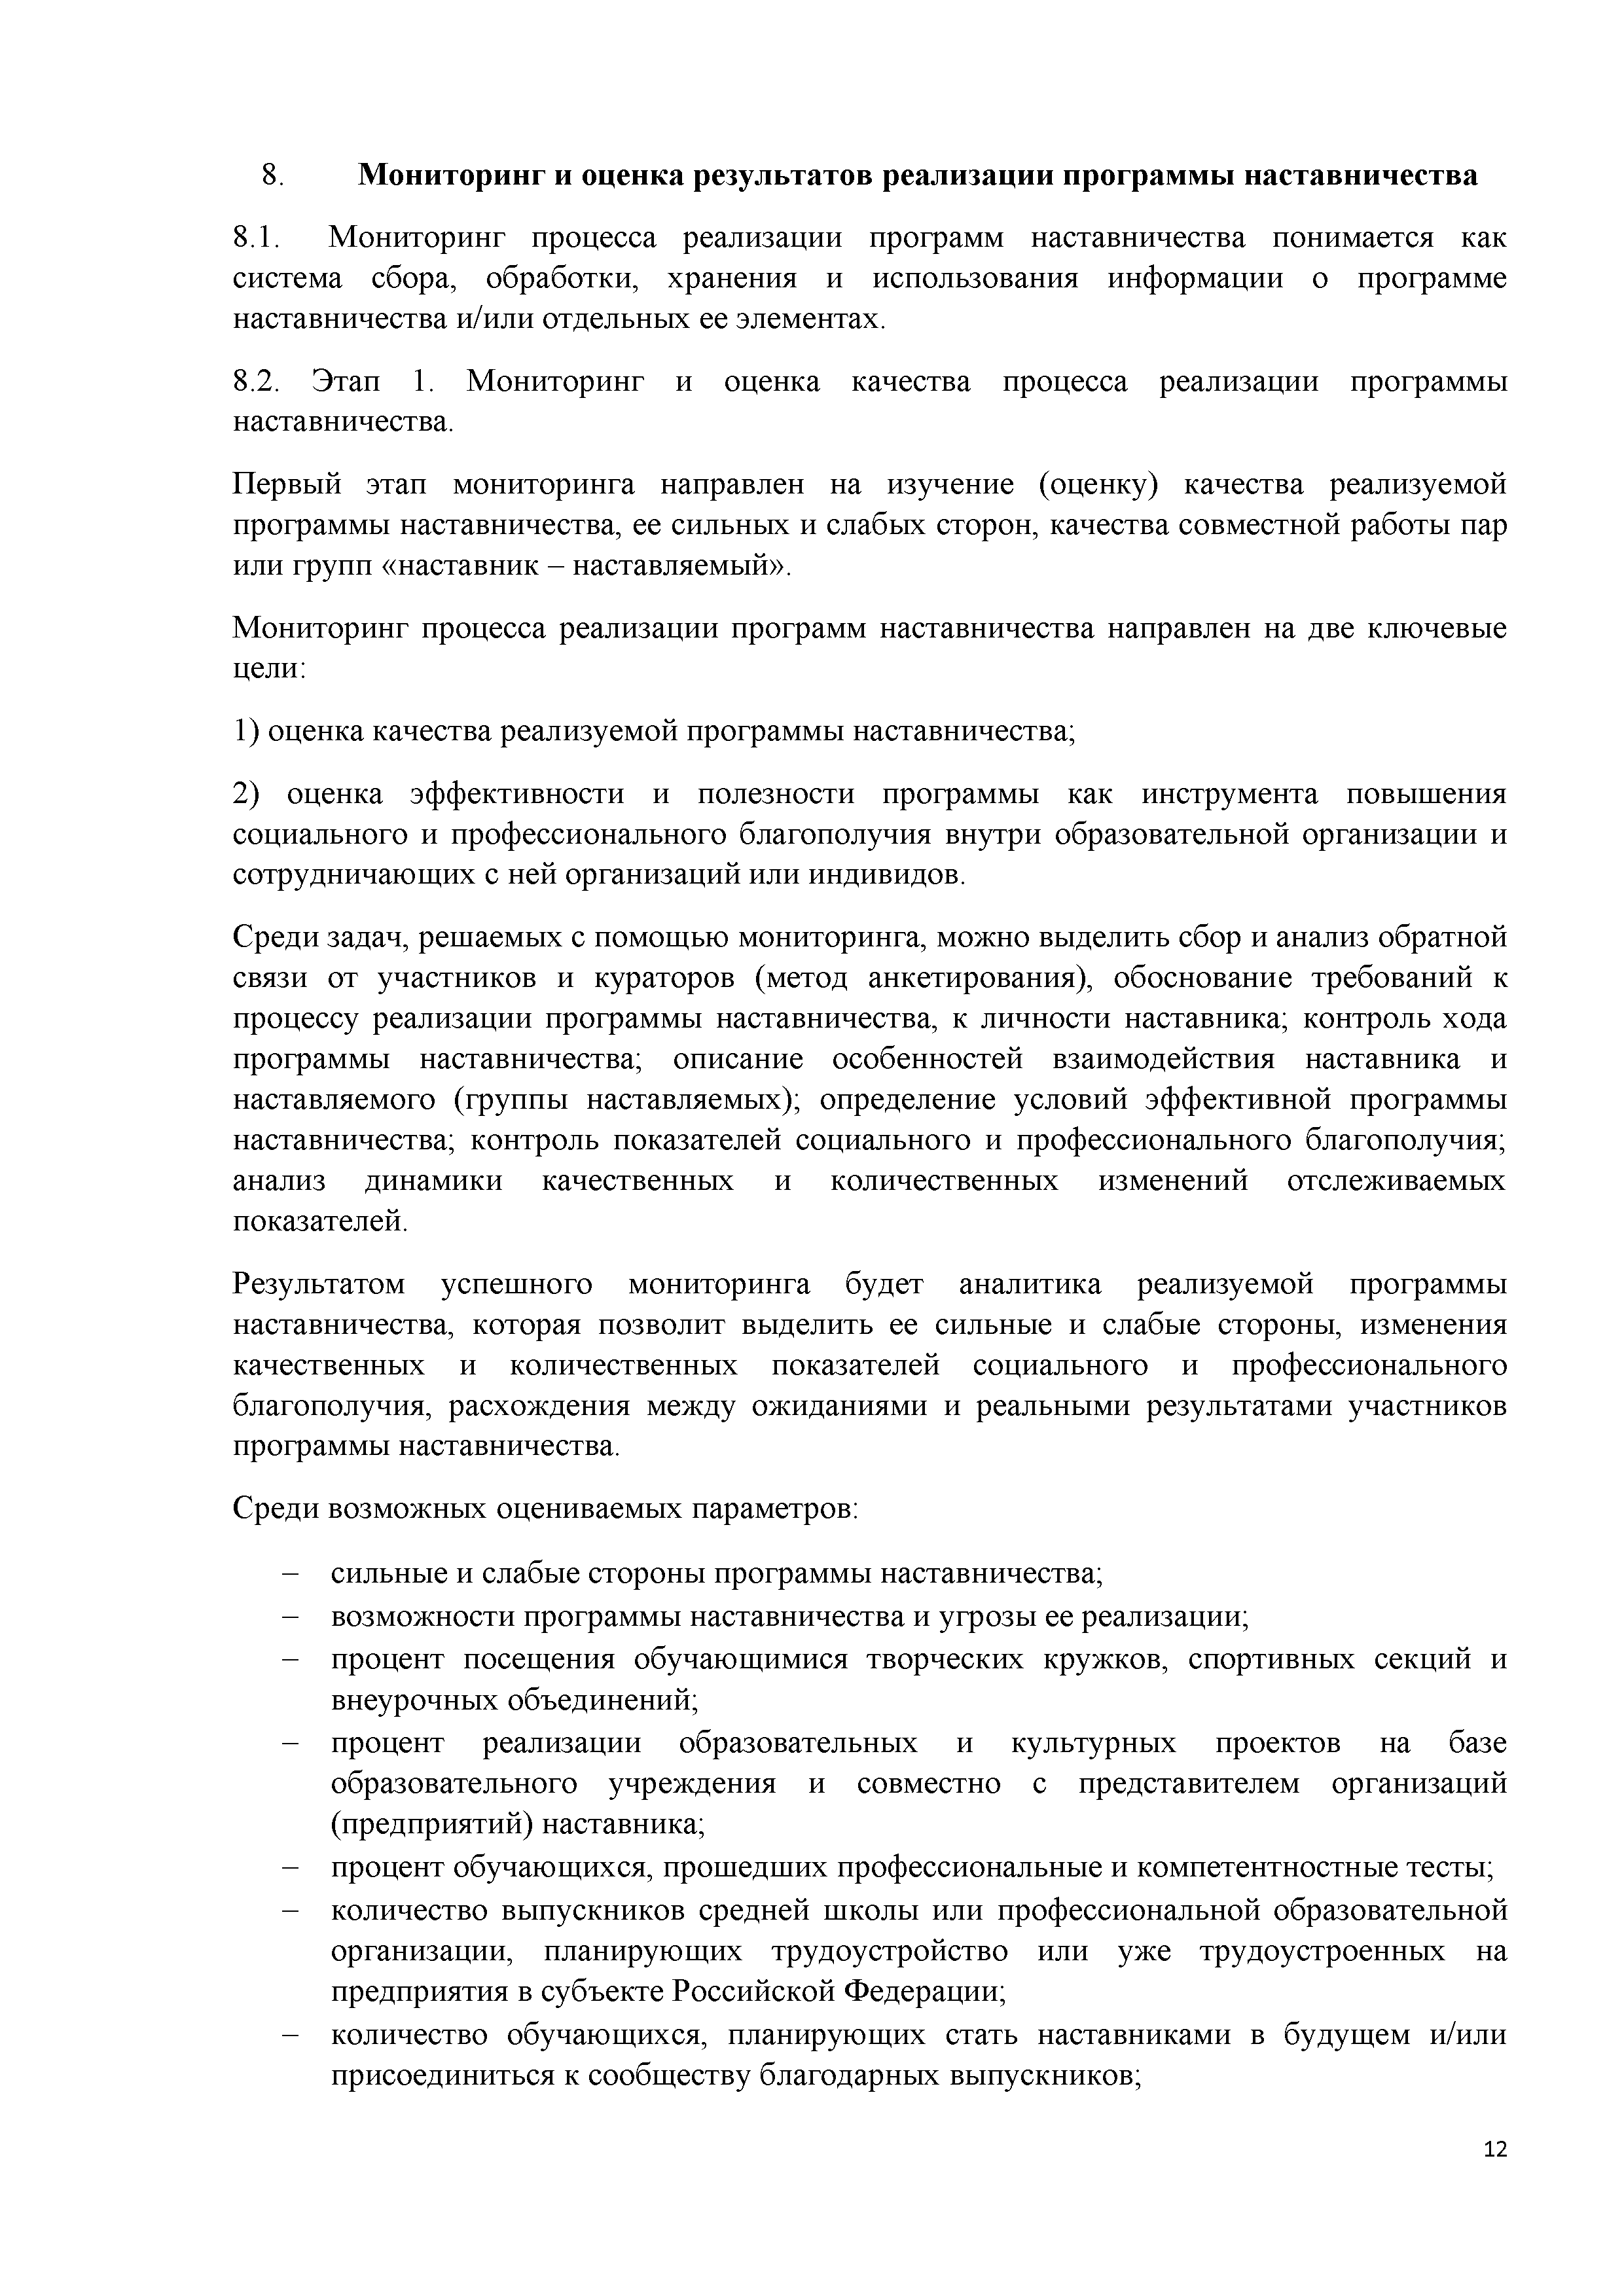 8. Мониторинг и оценка результатов реализации программы наставничества
8.1. Мониторинг процесса реализации программ наставничества понимается как
система сбора, обработки, хранения и использования информации о программе
наставничества и/или отдельных ее элементах.
8.2. Этап 1. Мониторинг и оценка качества процесса реализации программы
наставничества.
Первый этап мониторинга направлен на изучение (оценку) качества реализуемой
программы наставничества, ее сильных и слабых сторон, качества совместной работы пар
или групп «наставник – наставляемый».
Мониторинг процесса реализации программ наставничества направлен на две ключевые
цели:
1) оценка качества реализуемой программы наставничества;
2) оценка эффективности и полезности программы как инструмента повышения
социального и профессионального благополучия внутри образовательной организации и
сотрудничающих с ней организаций или индивидов.
Среди задач, решаемых с помощью мониторинга, можно выделить сбор и анализ обратной
связи от участников и кураторов (метод анкетирования), обоснование требований к
процессу реализации программы наставничества, к личности наставника; контроль хода
программы наставничества; описание особенностей взаимодействия наставника и
наставляемого (группы наставляемых); определение условий эффективной программы
наставничества; контроль показателей социального и профессионального благополучия;
анализ динамики качественных и количественных изменений отслеживаемых
показателей.
Результатом успешного мониторинга будет аналитика реализуемой программы
наставничества, которая позволит выделить ее сильные и слабые стороны, изменения
качественных и количественных показателей социального и профессионального
благополучия, расхождения между ожиданиями и реальными результатами участников
программы наставничества.
Среди возможных оцениваемых параметров:
– сильные и слабые стороны программы наставничества;
– возможности программы наставничества и угрозы ее реализации;
– процент посещения обучающимися творческих кружков, спортивных секций и
внеурочных объединений;
– процент реализации образовательных и культурных проектов на базе
образовательного учреждения и совместно с представителем организаций
(предприятий) наставника;
– процент обучающихся, прошедших профессиональные и компетентностные тесты;
– количество выпускников средней школы или профессиональной образовательной
организации, планирующих трудоустройство или уже трудоустроенных на
предприятия в субъекте Российской Федерации;
– количество обучающихся, планирующих стать наставниками в будущем и/или
присоединиться к сообществу благодарных выпускников;
12